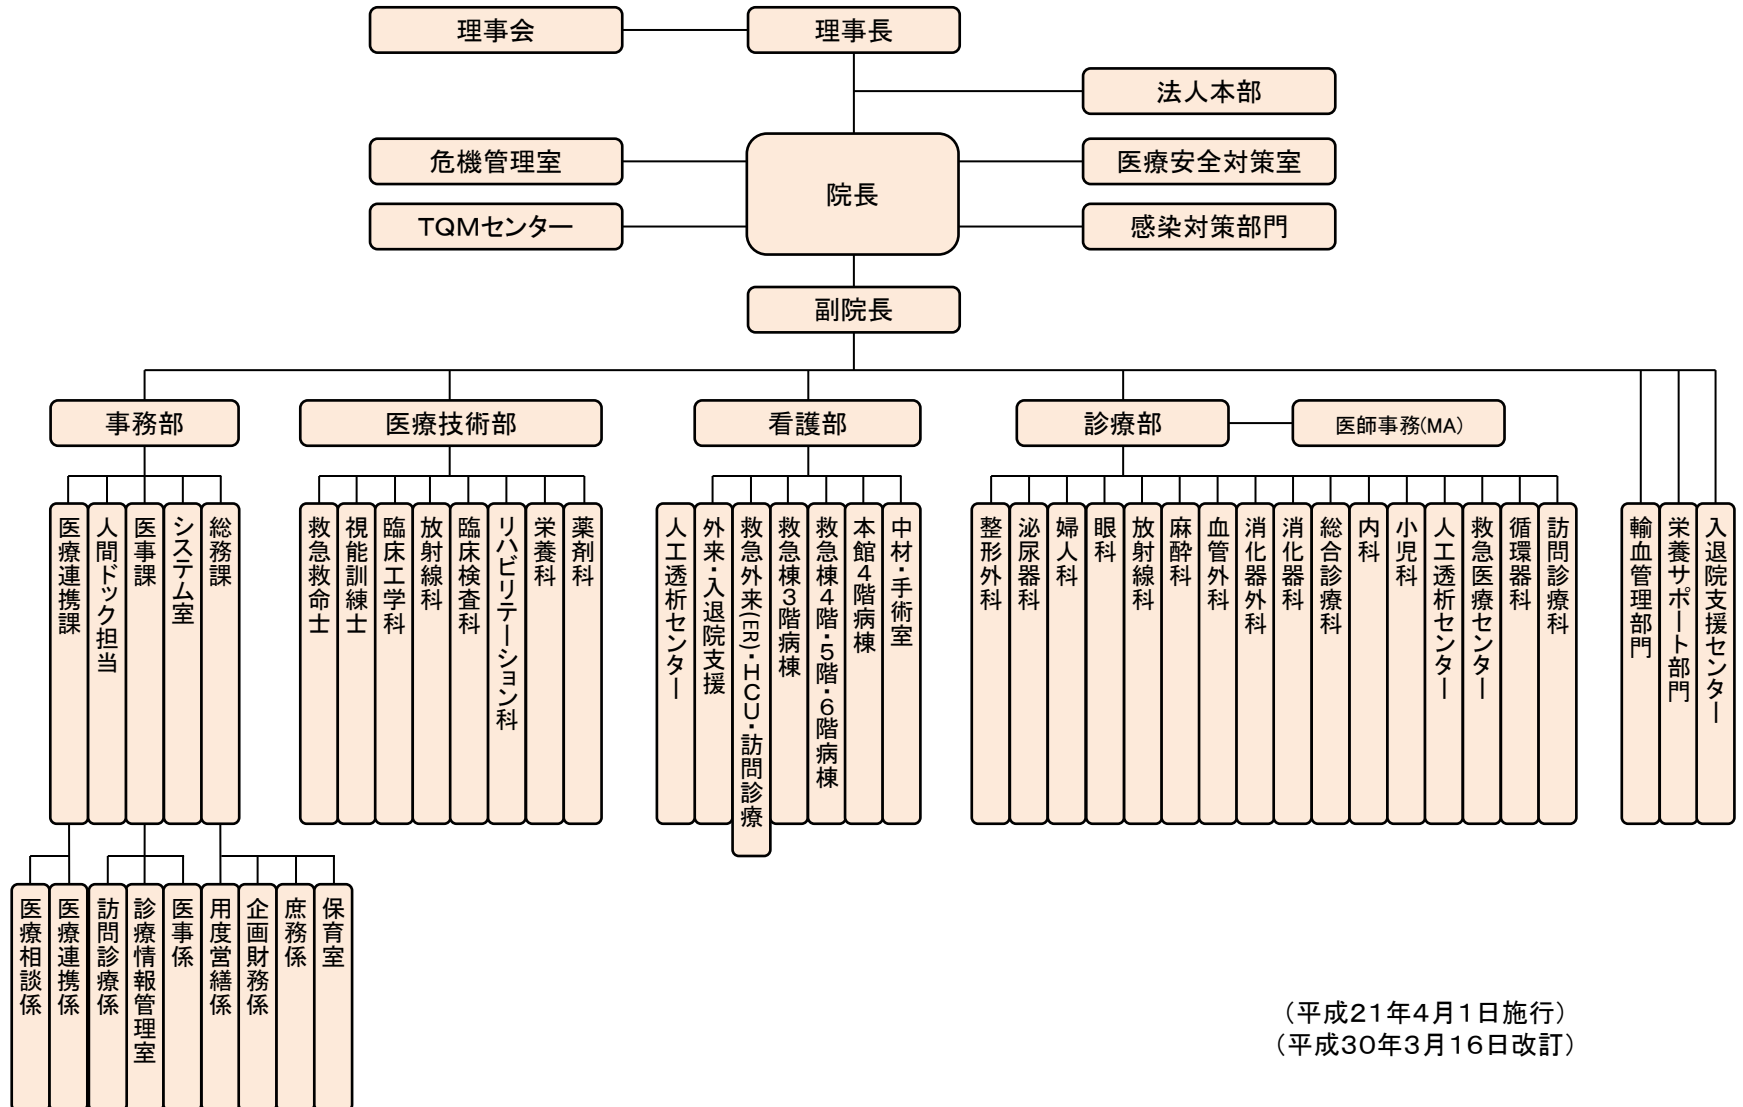 理事会
理事長
法人本部
危機管理室
医療安全対策室
院長
TQMセンター
感染対策部門
副院長
事務部
医療技術部
看護部
診療部
医師事務(MA)
医療連携課
人間ドック担当
医事課
システム室
総務課
救急救命士
視能訓練士
臨床工学科
放射線科
臨床検査科
リハビリテーション科
栄養科
薬剤科
人工透析センター
外来・入退院支援
救急外来(ER)・HCU・訪問診療
救急棟3階病棟
救急棟4階・5階・6階病棟
本館4階病棟
中材・手術室
整形外科
泌尿器科
婦人科
眼科
放射線科
麻酔科
血管外科
消化器外科
消化器科
総合診療科
内科
小児科
人工透析センター
救急医療センター
循環器科
訪問診療科
輸血管理部門
栄養サポート部門
入退院支援センター
医療相談係
医療連携係
訪問診療係
診療情報管理室
医事係
用度営繕係
企画財務係
庶務係
保育室
（平成21年4月1日施行）
（平成30年3月16日改訂）